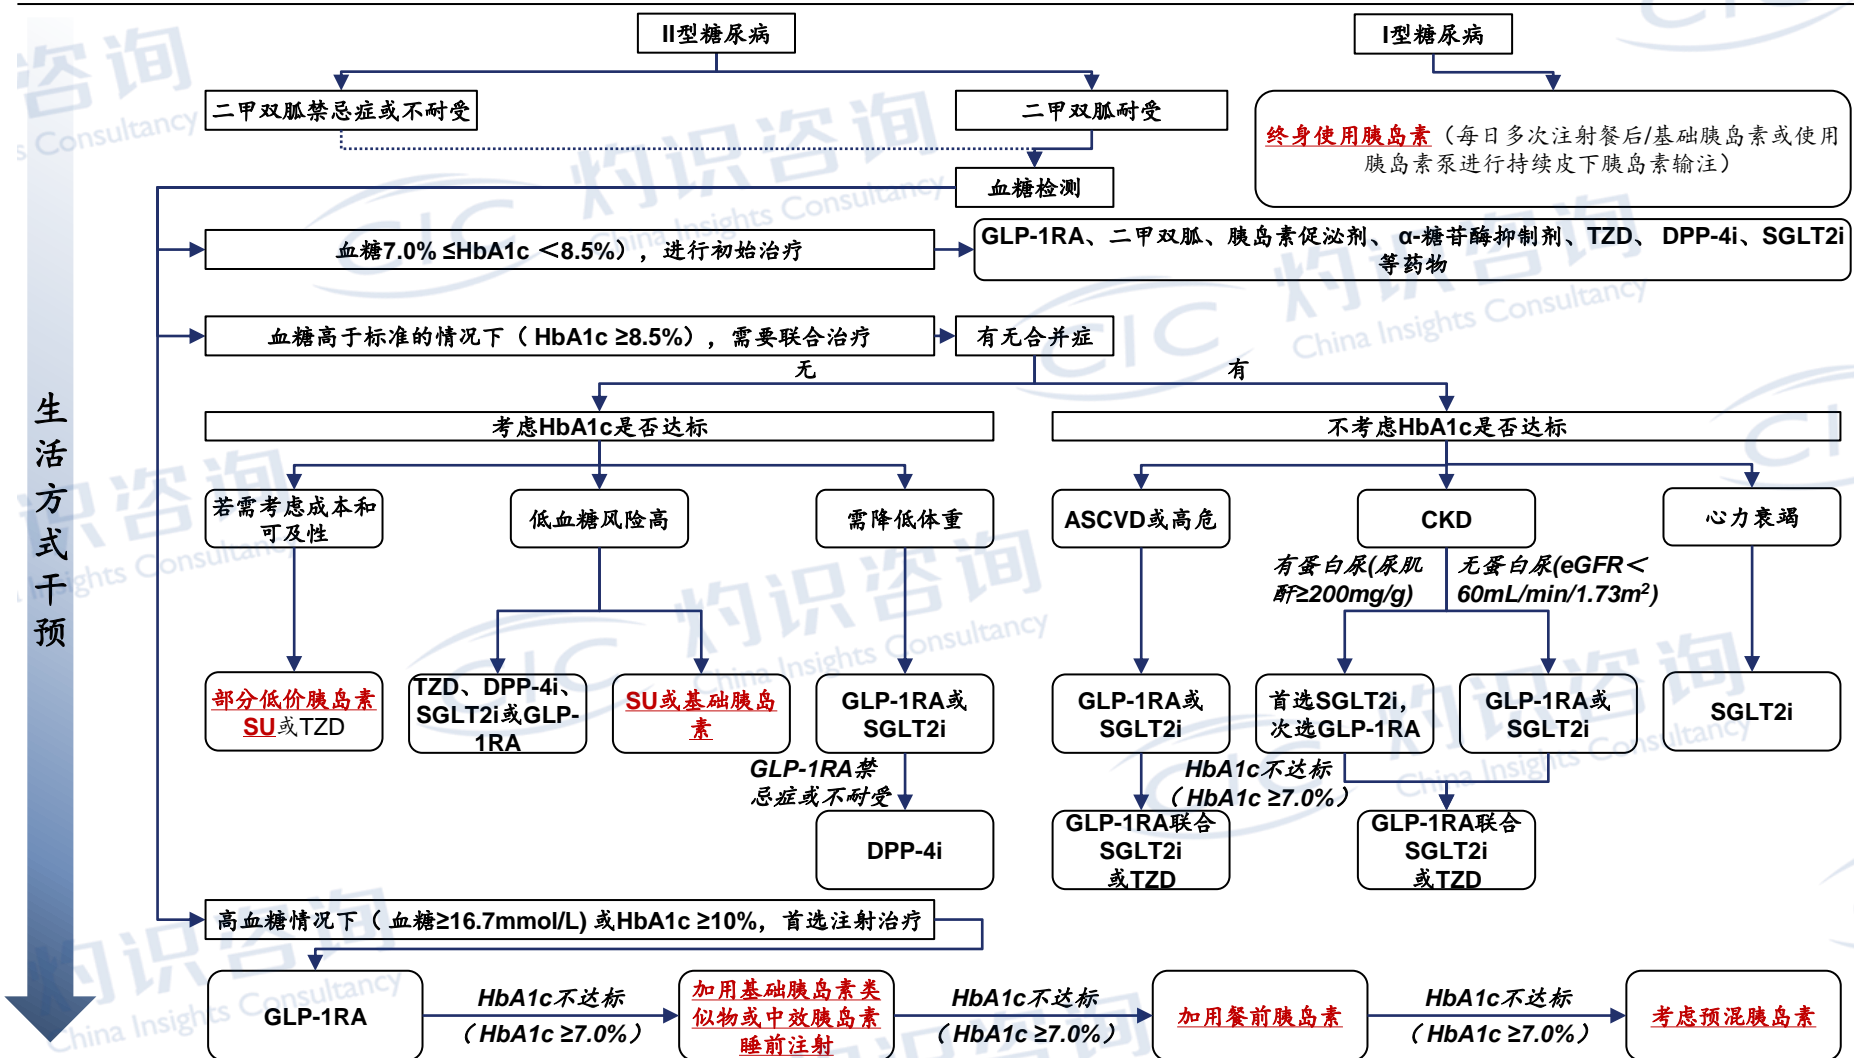 II型糖尿病
I型糖尿病
二甲双胍禁忌症或不耐受
二甲双胍耐受
终身使用胰岛素（每日多次注射餐后/基础胰岛素或使用
胰岛素泵进行持续皮下胰岛素输注）
血糖检测
血糖7.0% ≤HbA1c ＜8.5%），进行初始治疗
GLP-1RA、二甲双胍、胰岛素促泌剂、 α-糖苷酶抑制剂、TZD、 DPP-4i、SGLT2i
等药物
血糖高于标准的情况下（ HbA1c ≥8.5%），需要联合治疗
有无合并症
无
有
考虑HbA1c是否达标
不考虑HbA1c是否达标
若需考虑成本和
可及性
低血糖风险高
需降低体重
ASCVD或高危
CKD
心力衰竭
有蛋白尿(尿肌
酐≥200mg/g)
无蛋白尿(eGFR＜
60mL/min/1.73m²)
部分低价胰岛素
SU或TZD
TZD、DPP-4i、
SGLT2i或GLP-
1RA
SU或基础胰岛
素
GLP-1RA或
SGLT2i
GLP-1RA或
SGLT2i
首选SGLT2i，
次选GLP-1RA
GLP-1RA或
SGLT2i
SGLT2i
GLP-1RA禁
忌症或不耐受
HbA1c不达标
（ HbA1c ≥7.0%）
DPP-4i
GLP-1RA联合
SGLT2i
或TZD
GLP-1RA联合
SGLT2i
或TZD
高血糖情况下（ 血糖≥16.7mmol/L) 或HbA1c ≥10%，首选注射治疗
GLP-1RA
HbA1c不达标
（ HbA1c ≥7.0%）
加用基础胰岛素类
似物或中效胰岛素
睡前注射
HbA1c不达标
（ HbA1c ≥7.0%）
加用餐前胰岛素
HbA1c不达标
（ HbA1c ≥7.0%）
考虑预混胰岛素
生活方式干预
CIC 灼识咨询
China Insights Consultancy